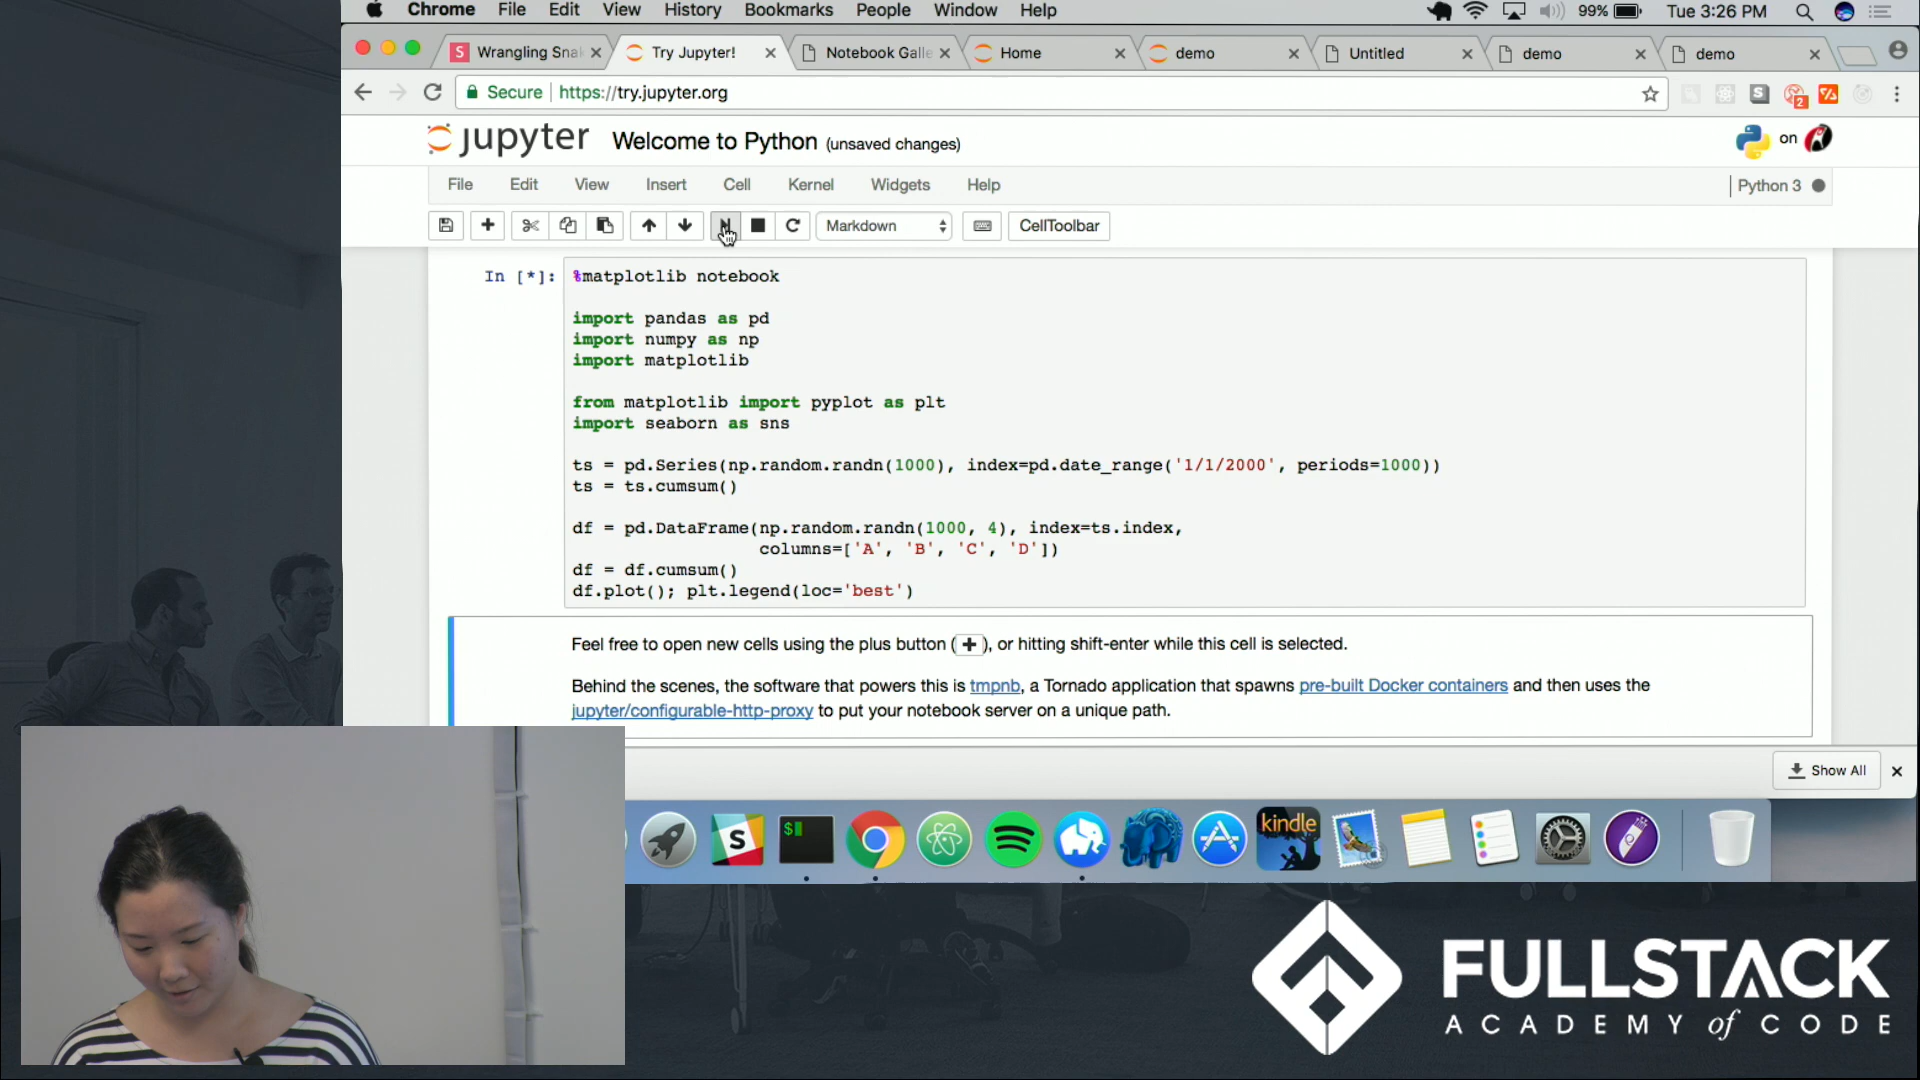 Chrome File Edit View History Bookmarks People Window Help 99% Tue 3:26 PM
S Wrangling Sna Try Jupyter! Notebook Galle Home demo Untitled demo demo
Secure https://try.jupyter.org S 2
jupyter Welcome to Python (unsaved changes) on
File Edit View Insert Cell Kernel Widgets Help Python 3
Markdown CellToolbar
In [*]: %matplotlib notebook
import pandas as pd
import numpy as np
import matplotlib
from matplotlib import pyplot as plt
import seaborn as sns
ts = pd.Series(np.random.randn(1000), index=pd.date_range('1/1/2000', periods=1000))
ts = ts.cumsum()
df = pd.DataFrame(np.random.randn(1000, 4), index=ts.index,
columns=['A', 'B', 'C', 'D'])
df = df.cumsum()
df.plot(); plt.legend(loc='best')
Feel free to open new cells using the plus button (+), or hitting shift-enter while this cell is selected.
Behind the scenes, the software that powers this is tmpnb, a Tornado application that spawns pre-built Docker containers and then uses the
jupyter/configurable-http-proxy to put your notebook server on a unique path.
Show All
S $ kindle
FULLSTACK
ACADEMY of CODE